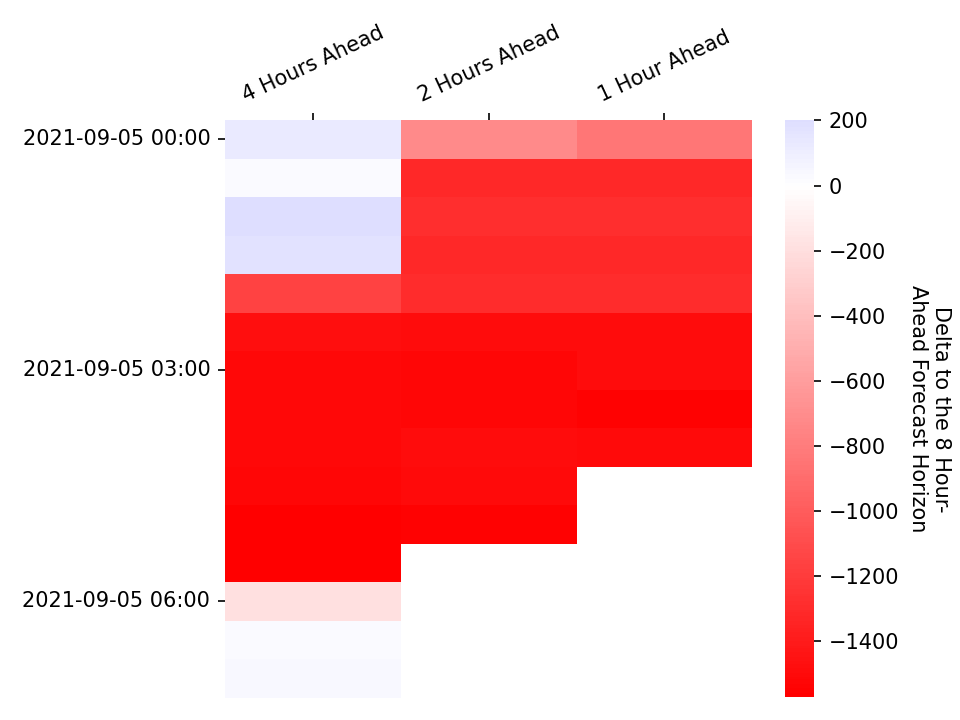 4 Hours Ahead
2 Hours Ahead
1 Hour Ahead
2021-09-05 00:00
2021-09-05 03:00
2021-09-05 06:00
200
0
−200
−400
−600
−800
−1000
−1200
−1400
Delta to the 8 Hour-
Ahead Forecast Horizon